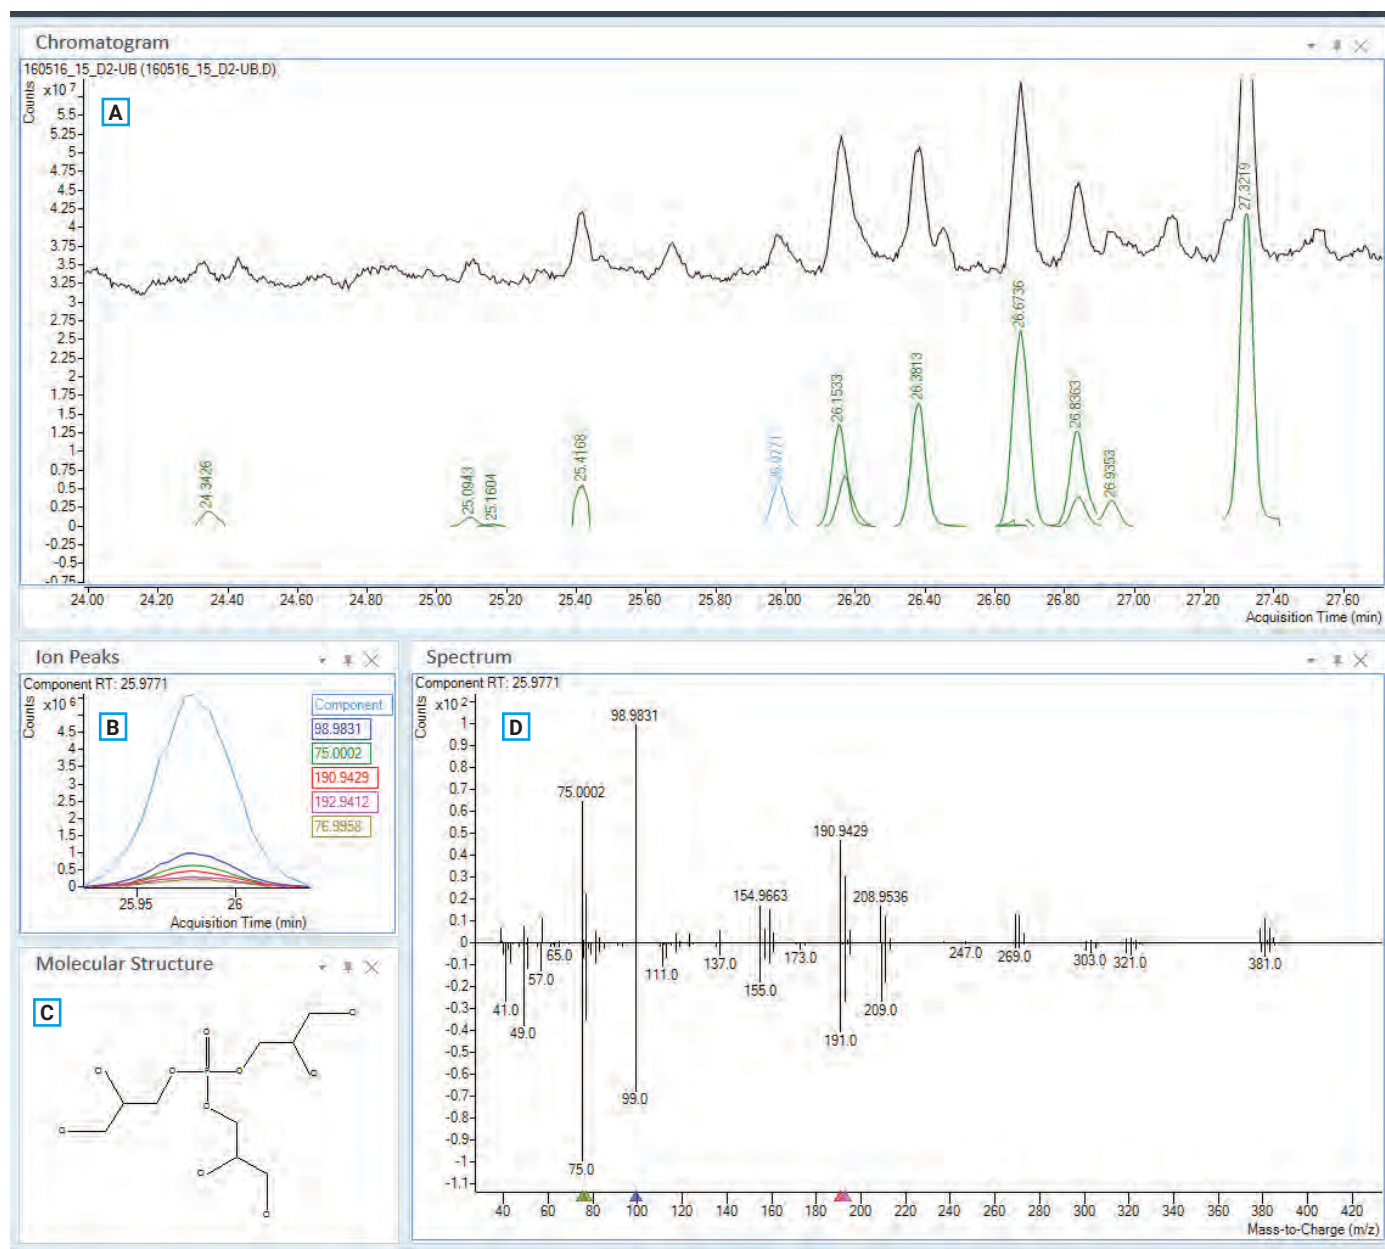 Chromatogram
160516_15_D2-UB (160516_15_D2-UB.D)
Counts
x10 7
A
5.5
5.25
5
4.75
4.5
4.25
4
3.75
3.5
3.25
3
2.75
2.5
2.25
2
1.75
1.5
1.25
1
0.75
0.5
0.25
0
-0.25
-0.5
-0.75
24.3426
25.0943
25.1604
25.4168
25.9771
26.1533
26.3813
26.6736
26.8363
26.9353
27.3219
24.00 24.20 24.40 24.60 24.80 25.00 25.20 25.40 25.60 25.80 26.00 26.20 26.40 26.60 26.80 27.00 27.20 27.40 27.60
Acquisition Time (min)
Ion Peaks
Component RT: 25.9771
Counts
x10 6
B
4.5
4
3.5
3
2.5
2
1.5
1
0.5
0
Component
98.9831
75.0002
190.9429
192.9412
76.9958
25.95 26
Acquisition Time (min)
Molecular Structure
C
O
P
O O O
Cl Cl
Cl Cl
Cl Cl
Spectrum
Component RT: 25.9771
Counts
x10 2
D
1
0.9
0.8
0.7
0.6
0.5
0.4
0.3
0.2
0.1
0
-0.1
-0.2
-0.3
-0.4
-0.5
-0.6
-0.7
-0.8
-0.9
-1
-1.1
98.9831
75.0002
190.9429
154.9663 208.9536
65.0 57.0 111.0 137.0 173.0 247.0 269.0 303.0 321.0 381.0
41.0 49.0 155.0 209.0
191.0
99.0
75.0
40 60 80 100 120 140 160 180 200 220 240 260 280 300 320 340 360 380 400 420
Mass-to-Charge (m/z)